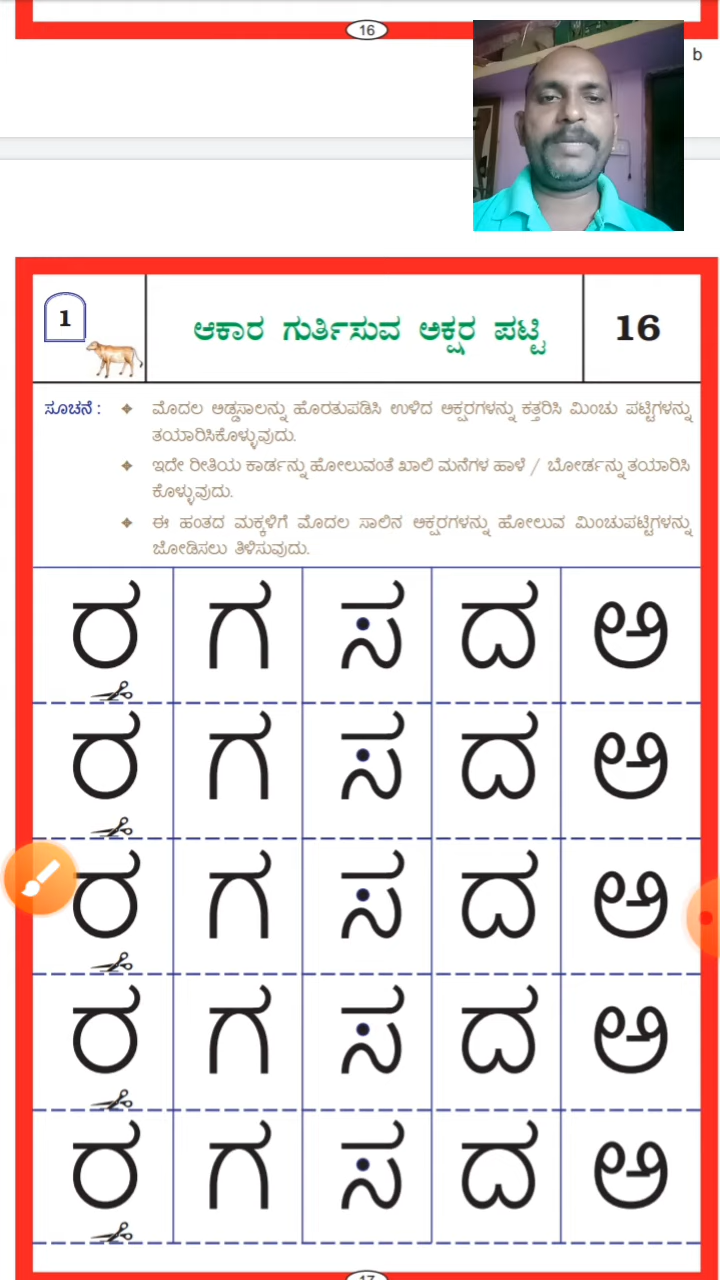 16
b
1
ಆಕಾರ ಗುರ್ತಿಸುವ ಅಕ್ಷರ ಪಟ್ಟಿ
16
ಸೂಚನೆ : ❖ ಮೊದಲ ಅಡ್ಡಸಾಲನ್ನು ಹೊರತುಪಡಿಸಿ ಉಳಿದ ಅಕ್ಷರಗಳನ್ನು ಕತ್ತರಿಸಿ ಮಿಂಚು ಪಟ್ಟಿಗಳನ್ನು
ತಯಾರಿಸಿಕೊಳ್ಳುವುದು.
❖ ಇದೇ ರೀತಿಯ ಕಾರ್ಡನ್ನು ಹೋಲುವಂತೆ ಖಾಲಿ ಮನೆಗಳ ಹಾಳೆ / ಬೋರ್ಡನ್ನು ತಯಾರಿಸಿ
ಕೊಳ್ಳುವುದು.
❖ ಈ ಹಂತದ ಮಕ್ಕಳಿಗೆ ಮೊದಲ ಸಾಲಿನ ಅಕ್ಷರಗಳನ್ನು ಹೋಲುವ ಮಿಂಚುಪಟ್ಟಿಗಳನ್ನು
ಜೋಡಿಸಲು ತಿಳಿಸುವುದು.
ರ ಗ ಸ ದ ಅ
ರ ಗ ಸ ದ ಅ
ರ ಗ ಸ ದ ಅ
ರ ಗ ಸ ದ ಅ
ರ ಗ ಸ ದ ಅ
17